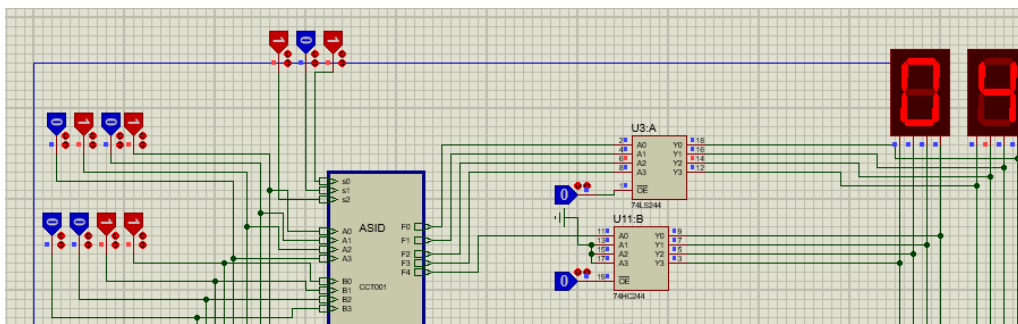 1 0 1
0 1 0 1
0 0 1 1
s0
s1
s2
A0
A1
A2
A3
B0
B1
B2
B3
ASID
CCT001
F0
F1
F2
F3
F4
U3:A
2 A0 Y0 18
4 A1 Y1 16
6 A2 Y2 14
8 A3 Y3 12
0
1 OE
74LS244
U11:B
11 A0 Y0 9
13 A1 Y1 7
15 A2 Y2 5
17 A3 Y3 3
0
19 OE
74HC244
0 4